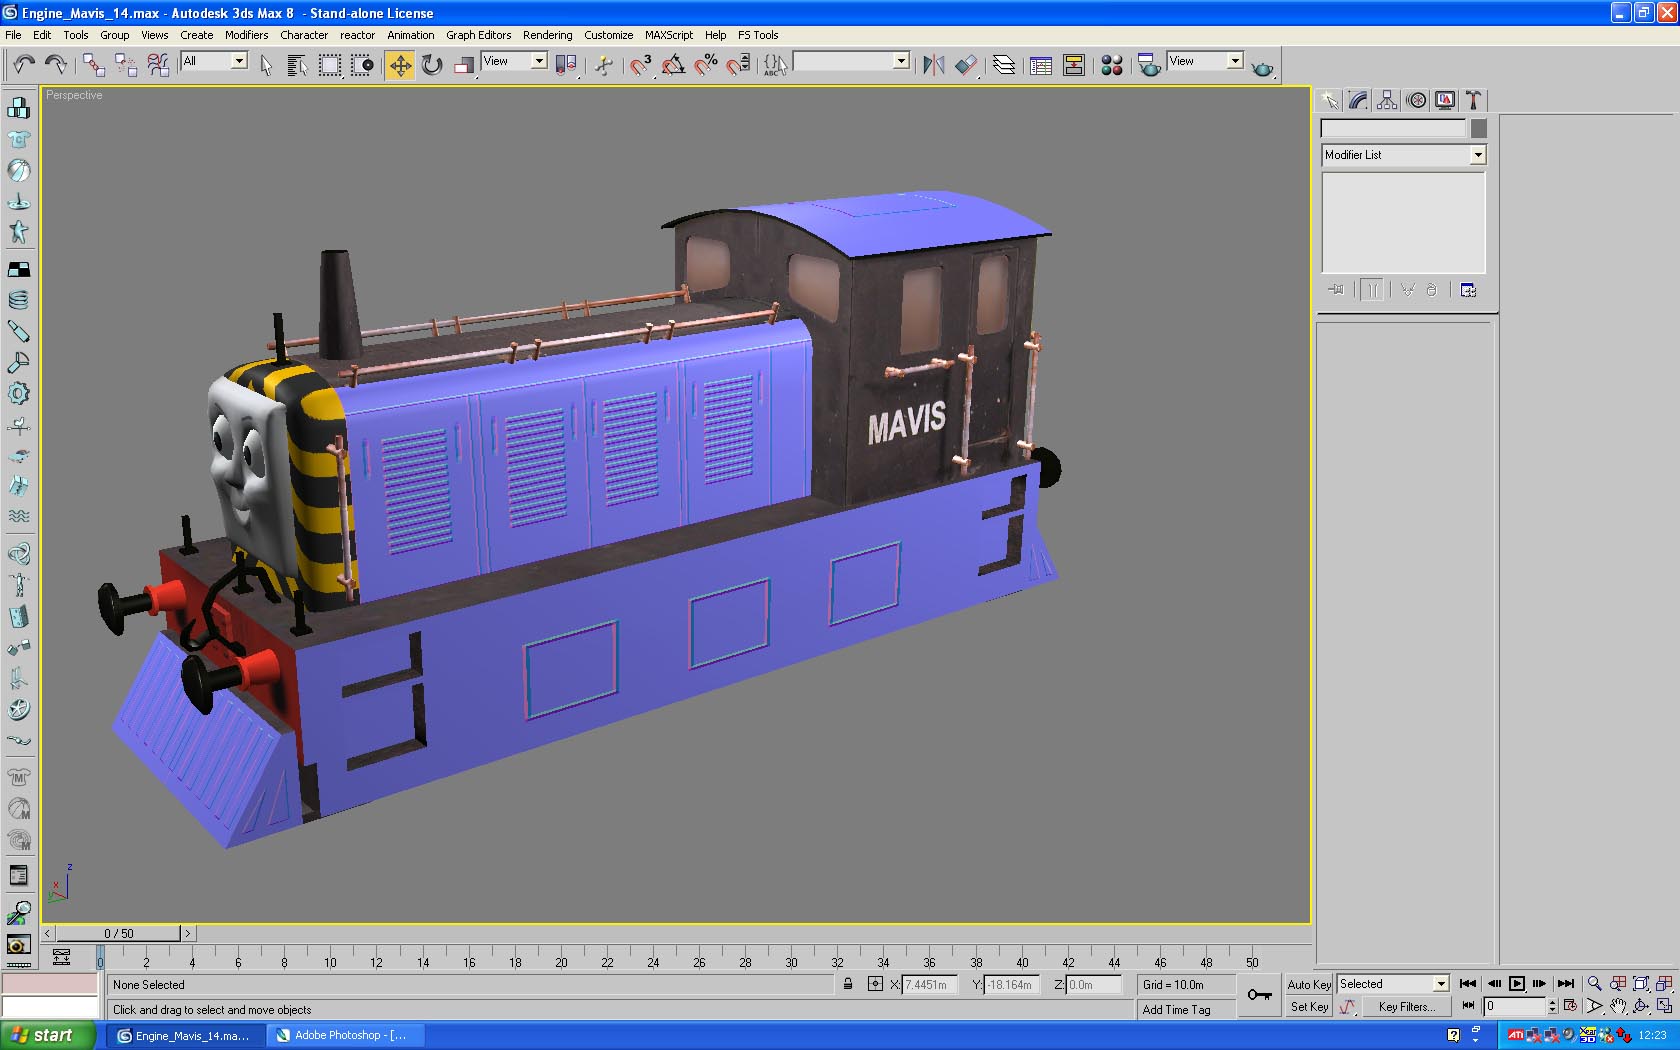 Engine_Mavis_14.max - Autodesk 3ds Max 8 - Stand-alone License
File Edit Tools Group Views Create Modifiers Character reactor Animation Graph Editors Rendering Customize MAXScript Help FS Tools
All View 3 % ABC View
Perspective
Modifier List
MAVIS
z
x
y
< 0 / 50 >
0 2 4 6 8 10 12 14 16 18 20 22 24 26 28 30 32 34 36 38 40 42 44 46 48 50
None Selected X: 7.4451m Y: -18.164m Z: 0.0m Grid = 10.0m Auto Key Selected
Click and drag to select and move objects Add Time Tag Set Key Key Filters... 0
start Engine_Mavis_14.ma... Adobe Photoshop - [... ATI Xear 3D 12:23